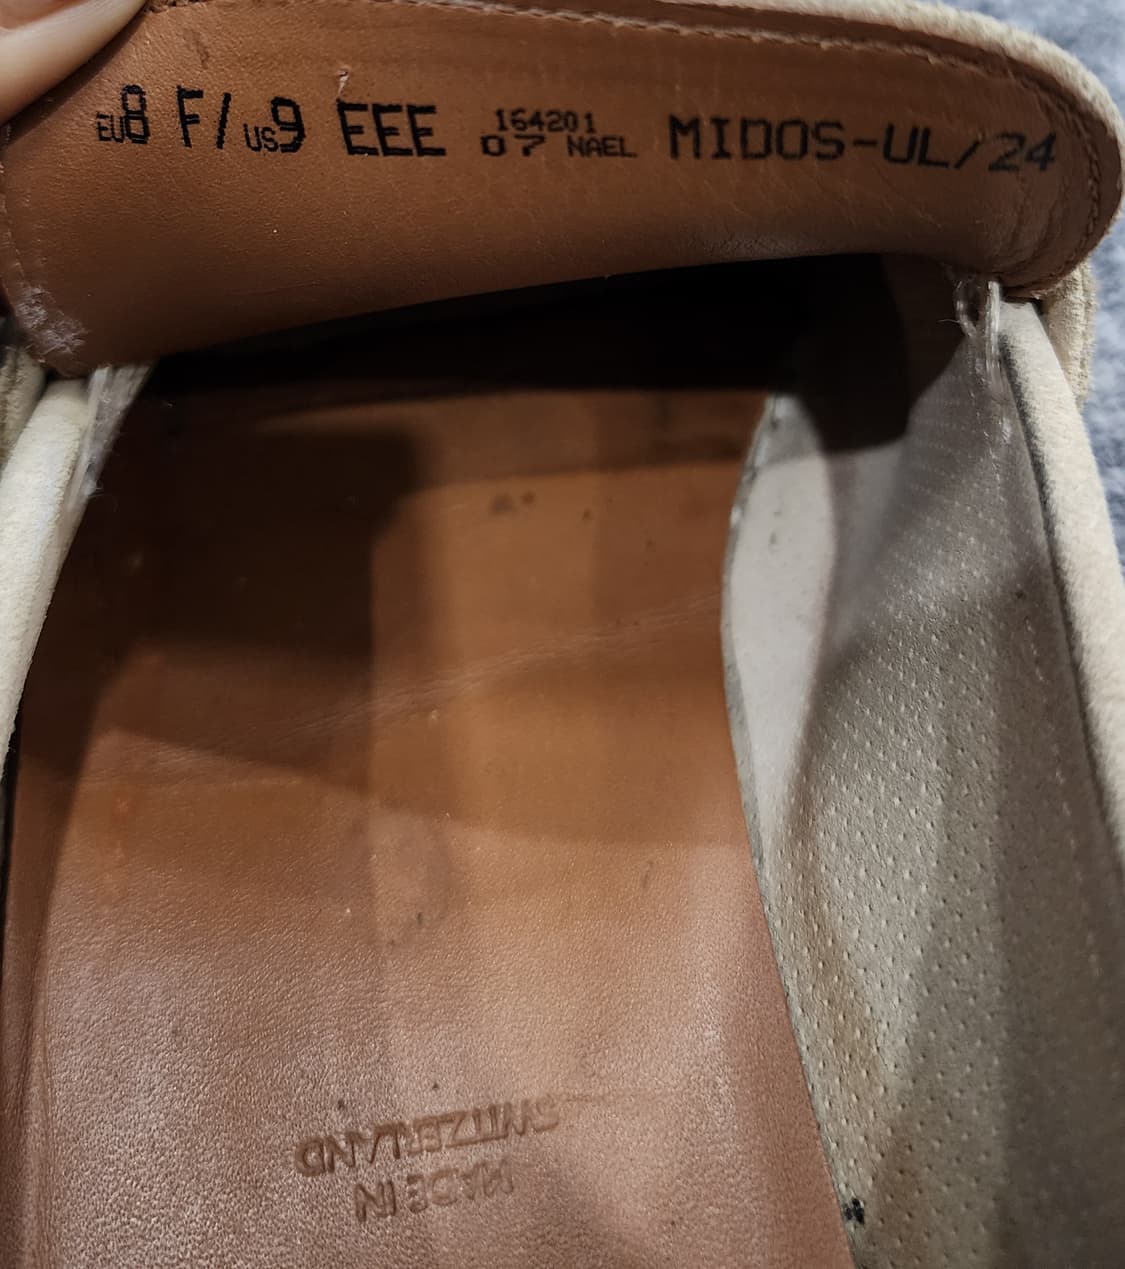 EU8 F/US9 EEE 164201 07 NAEL MIDOS-UL/24
MADE IN
SWITZERLAND